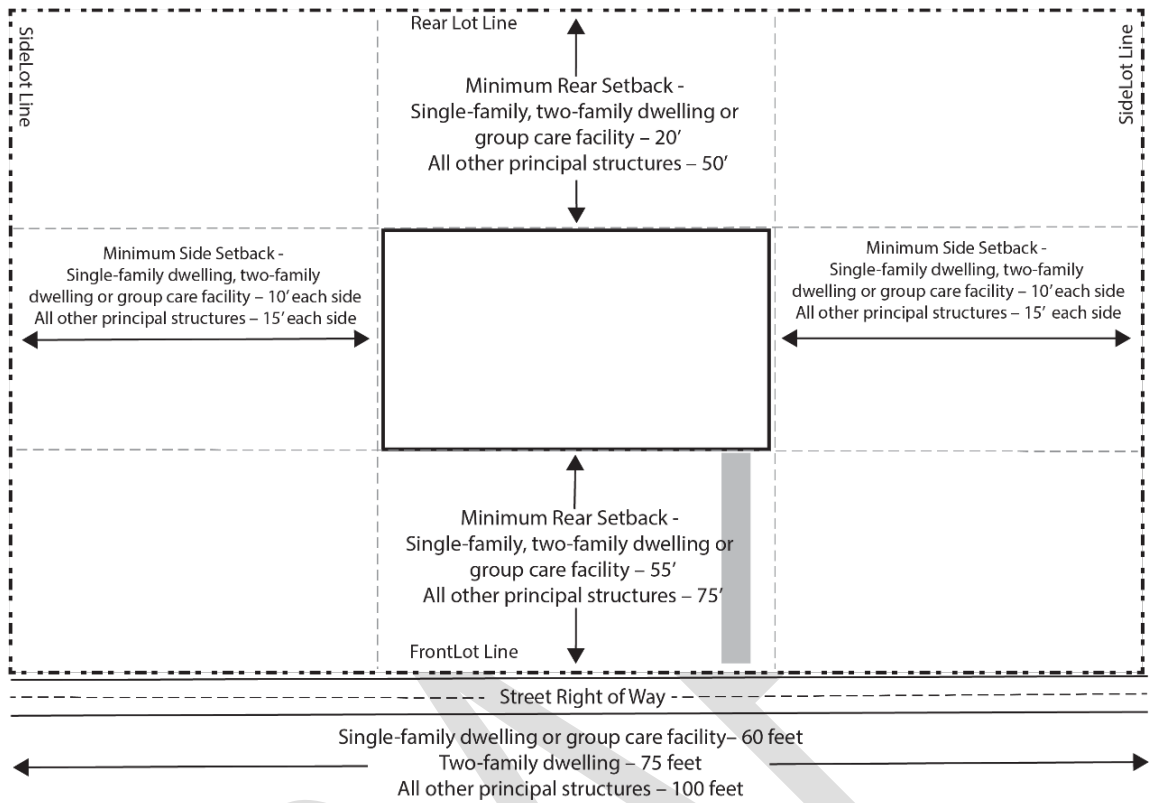 Rear Lot Line
SideLot Line
SideLot Line
Minimum Rear Setback -
Single-family, two-family dwelling or
group care facility – 20’
All other principal structures – 50’
Minimum Side Setback -
Single-family dwelling, two-family
dwelling or group care facility – 10’ each side
All other principal structures – 15’ each side
Minimum Side Setback -
Single-family dwelling, two-family
dwelling or group care facility – 10’ each side
All other principal structures – 15’ each side
Minimum Rear Setback -
Single-family, two-family dwelling or
group care facility – 55’
All other principal structures – 75’
FrontLot Line
Street Right of Way
Single-family dwelling or group care facility– 60 feet
Two-family dwelling – 75 feet
All other principal structures – 100 feet